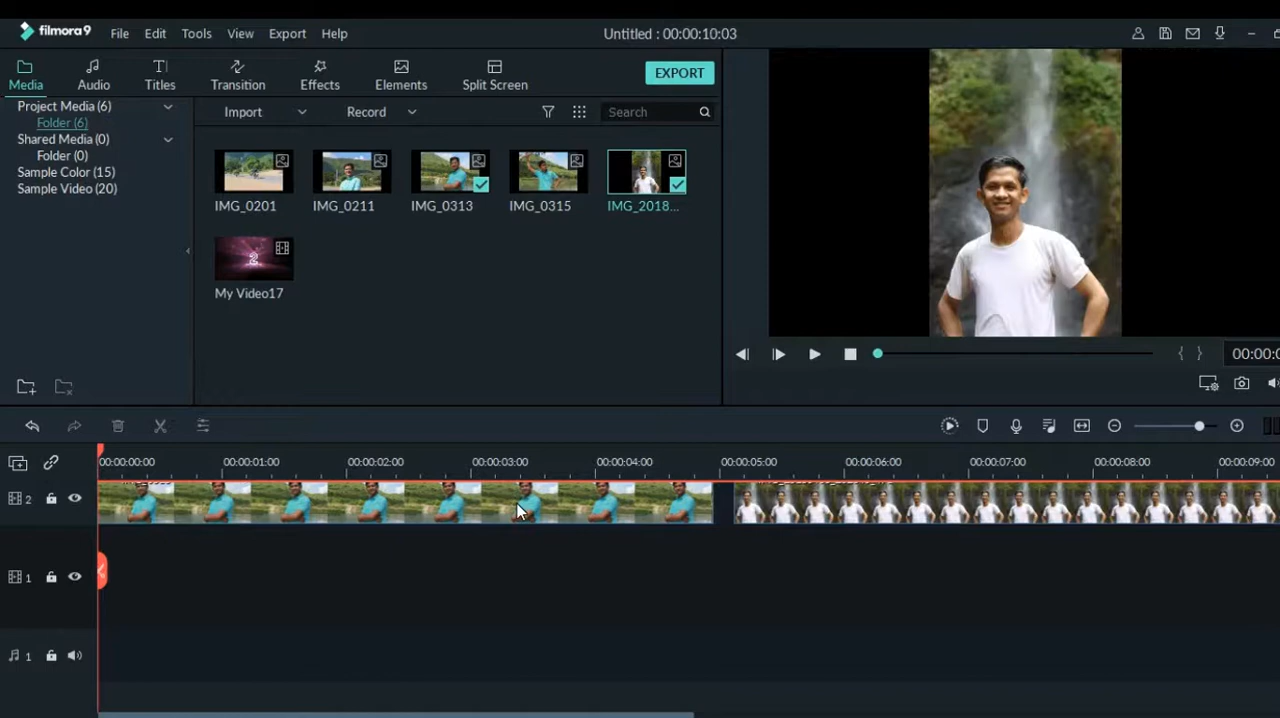 filmora9 File Edit Tools View Export Help Untitled : 00:00:10:03
Media Audio Titles Transition Effects Elements Split Screen EXPORT
Project Media (6)
Folder (6)
Shared Media (0)
Folder (0)
Sample Color (15)
Sample Video (20)
Import Record Search
IMG_0201 IMG_0211 IMG_0313 IMG_0315 IMG_2018...
2
My Video17
00:00:0
00:00:00:00 00:00:01:00 00:00:02:00 00:00:03:00 00:00:04:00 00:00:05:00 00:00:06:00 00:00:07:00 00:00:08:00 00:00:09:00
2
1
1